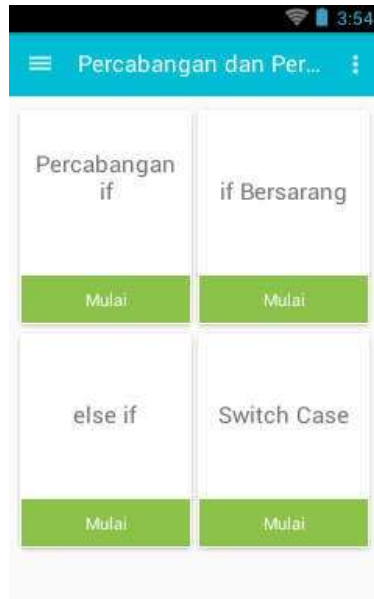 3:54
Percabangan dan Per...
Percabangan
if
if Bersarang
Mulai
Mulai
else if
Switch Case
Mulai
Mulai